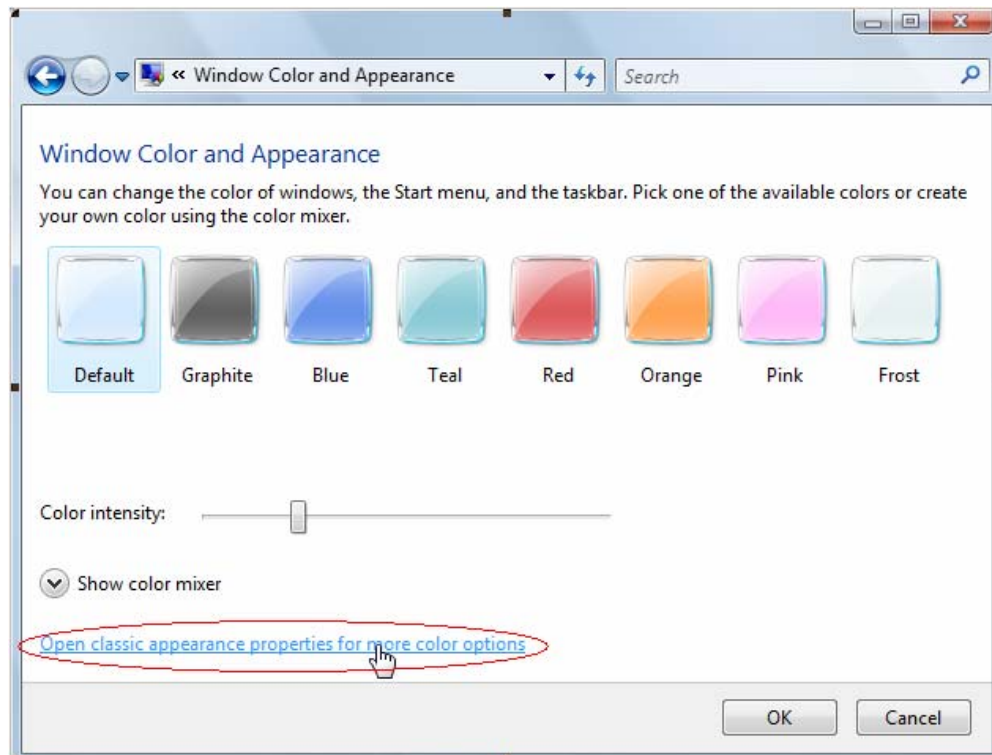 « Window Color and Appearance
Search
Window Color and Appearance
You can change the color of windows, the Start menu, and the taskbar. Pick one of the available colors or create
your own color using the color mixer.
Default Graphite Blue Teal Red Orange Pink Frost
Color intensity:
Show color mixer
Open classic appearance properties for more color options
OK Cancel